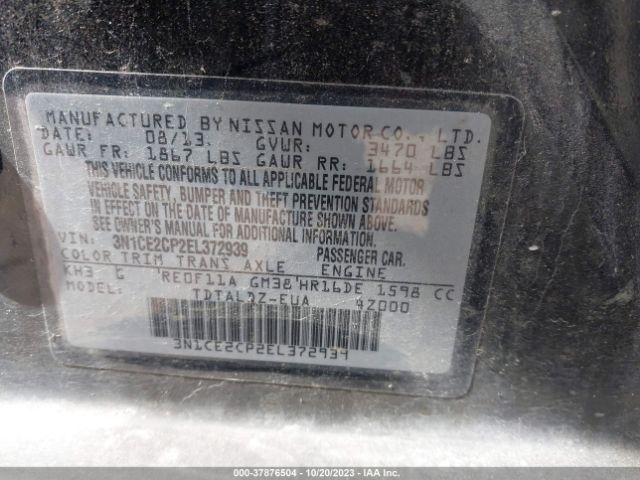 MANUFACTURED BY NISSAN MOTOR CO., LTD.
DATE: 08/13 GVWR: 3470 LBS
GAWR FR: 1867 LBS GAWR RR: 1664 LBS
THIS VEHICLE CONFORMS TO ALL APPLICABLE FEDERAL MOTOR
VEHICLE SAFETY, BUMPER AND THEFT PREVENTION STANDARDS
IN EFFECT ON THE DATE OF MANUFACTURE SHOWN ABOVE.
SEE OWNER'S MANUAL FOR ADDITIONAL INFORMATION.
VIN: 3N1CE2CP2EL372939 PASSENGER CAR.
COLOR TRIM TRANS AXLE ENGINE
KH3 G RE0F11A GM38 HR16DE 1598 CC
MODEL: TDTALDZ-EUA 4Z000
3N1CE2CP2EL372939
000-37876504 | 10/20/2023 | IAA Inc.